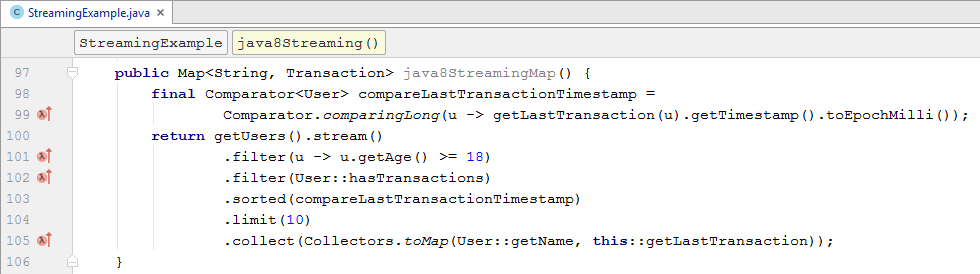 StreamingExample.java
StreamingExample java8Streaming()
97 public Map<String, Transaction> java8StreamingMap() {
98 final Comparator<User> compareLastTransactionTimestamp =
99 Comparator.comparingLong(u -> getLastTransaction(u).getTimestamp().toEpochMilli());
100 return getUsers().stream()
101 .filter(u -> u.getAge() >= 18)
102 .filter(User::hasTransactions)
103 .sorted(compareLastTransactionTimestamp)
104 .limit(10)
105 .collect(Collectors.toMap(User::getName, this::getLastTransaction));
106 }